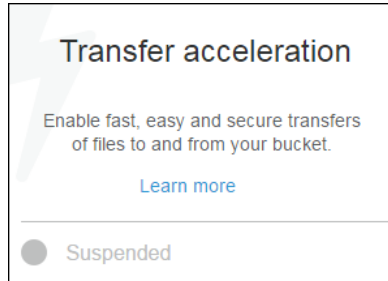 Transfer acceleration
Enable fast, easy and secure transfers
of files to and from your bucket.
Learn more
Suspended